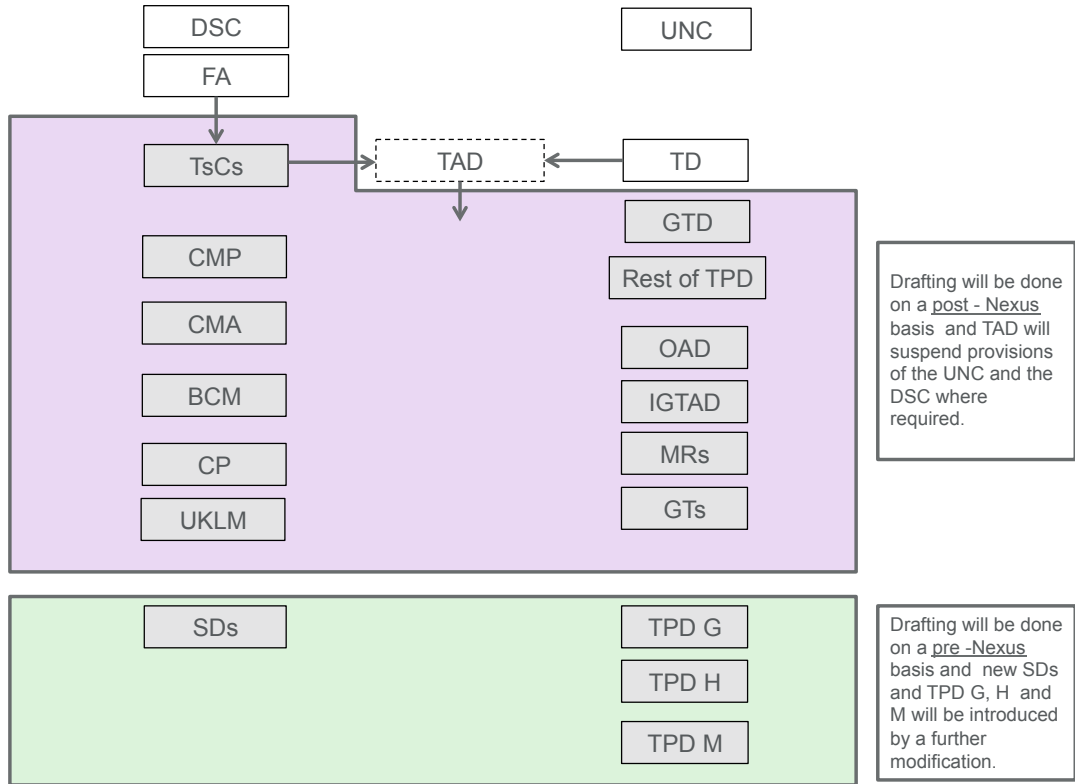 DSC
UNC
FA
TsCs
TAD
TD
GTD
CMP
Rest of TPD
CMA
OAD
BCM
IGTAD
CP
MRs
UKLM
GTs
Drafting will be done
on a post - Nexus
basis and TAD will
suspend provisions
of the UNC and the
DSC where
required.
SDs
TPD G
TPD H
TPD M
Drafting will be done
on a pre -Nexus
basis and new SDs
and TPD G, H and
M will be introduced
by a further
modification.